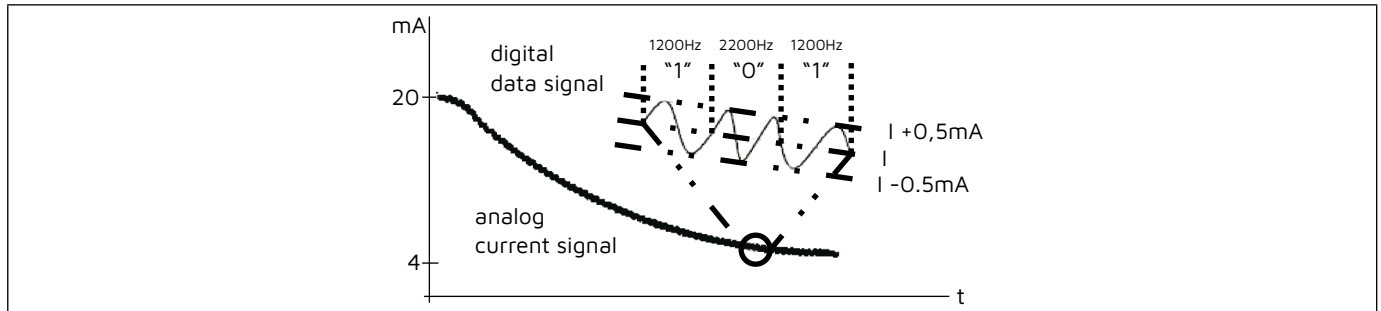 mA
digital
data signal
1200Hz 2200Hz 1200Hz
“1” “0” “1”
20
I +0,5mA
I
I -0.5mA
analog
current signal
4
t